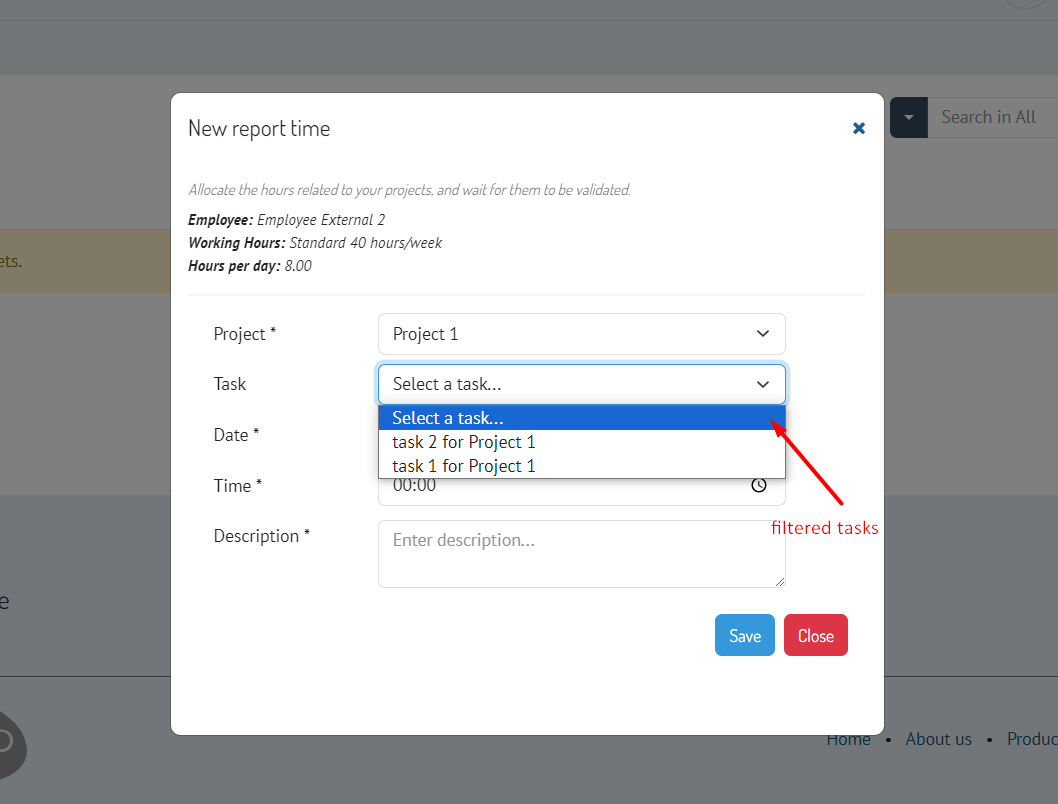 Search in All
New report time
Allocate the hours related to your projects, and wait for them to be validated.
Employee: Employee External 2
ets.
Working Hours: Standard 40 hours/week
Hours per day: 8.00
Project *
Project 1
Task
Select a task...
Select a task...
task 2 for Project 1
task 1 for Project 1
Date *
Time *
00:00
filtered tasks
Description *
Enter description...
e
Save
Close
Home • About us • Produc